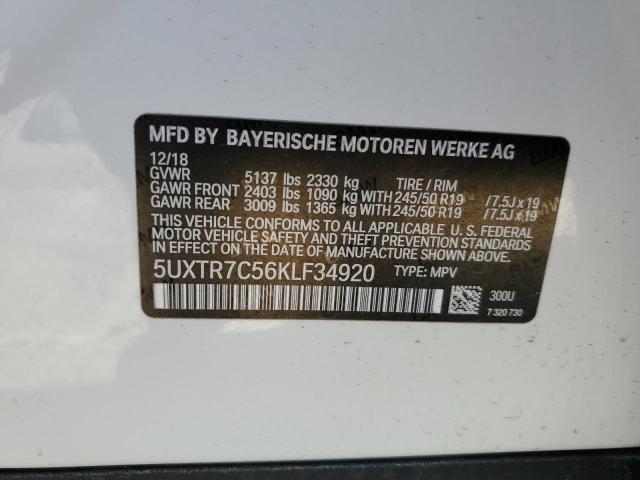 MFD BY BAYERISCHE MOTOREN WERKE AG
12/18
GVWR 5137 lbs 2330 kg TIRE / RIM
GAWR FRONT 2403 lbs 1090 kg WITH 245/50 R19 /7.5J x 19
GAWR REAR 3009 lbs 1365 kg WITH 245/50 R19 /7.5J x 19
THIS VEHICLE CONFORMS TO ALL APPLICABLE U. S. FEDERAL
MOTOR VEHICLE SAFETY, BUMPER, AND THEFT PREVENTION
STANDARDS IN EFFECT ON THE DATE OF MANUFACTURE SHOWN ABOVE.
5UXTR7C56KLF34920 TYPE: MPV
300U
7 320 730